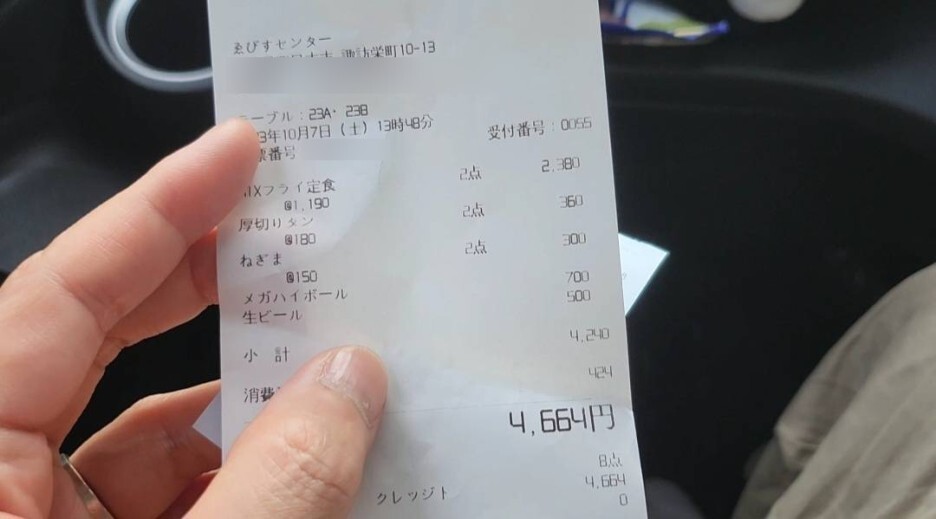 ゑびすセンター
諏訪栄町10-13
ーブル：23A・23B
3年10月7日（土）13時48分 受付番号：0055
票番号
IXフライ定食 2点 2,380
@1,190
厚切りタン 2点 360
@180
ねぎま 2点 300
@150
メガハイボール 700
生ビール 500
小計 4,240
消費 424
4,664円
8点
クレジット 4,664
0